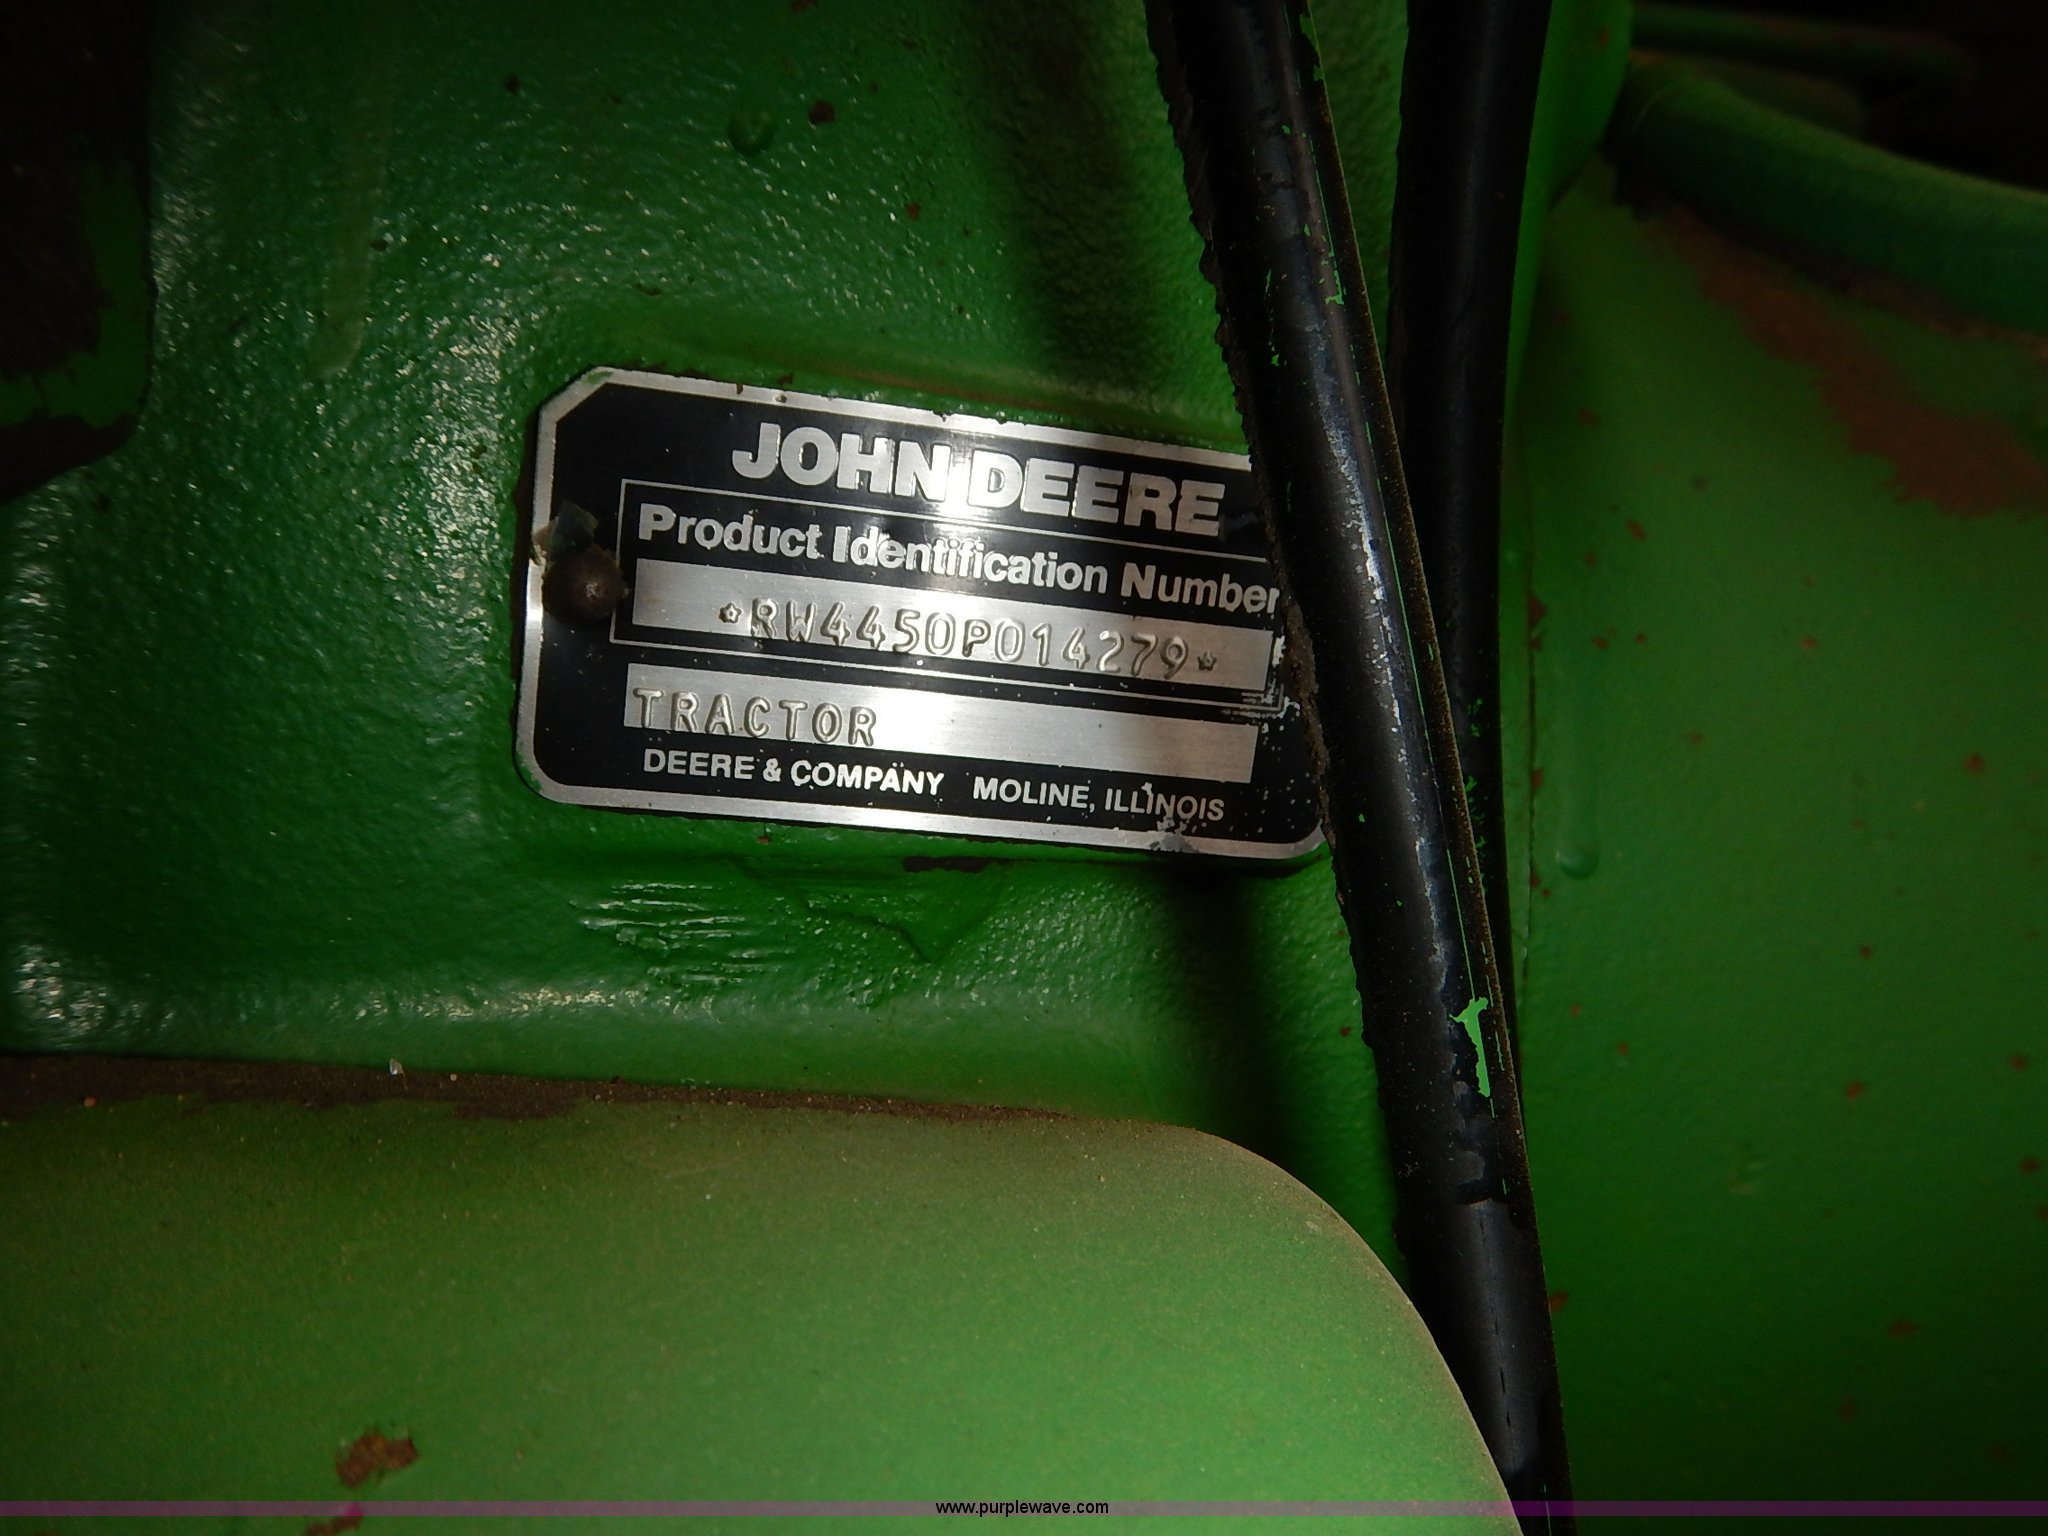 JOHN DEERE
Product Identification Number
*RW4450P014279*
TRACTOR
DEERE & COMPANY MOLINE, ILLINOIS
www.purplewave.com